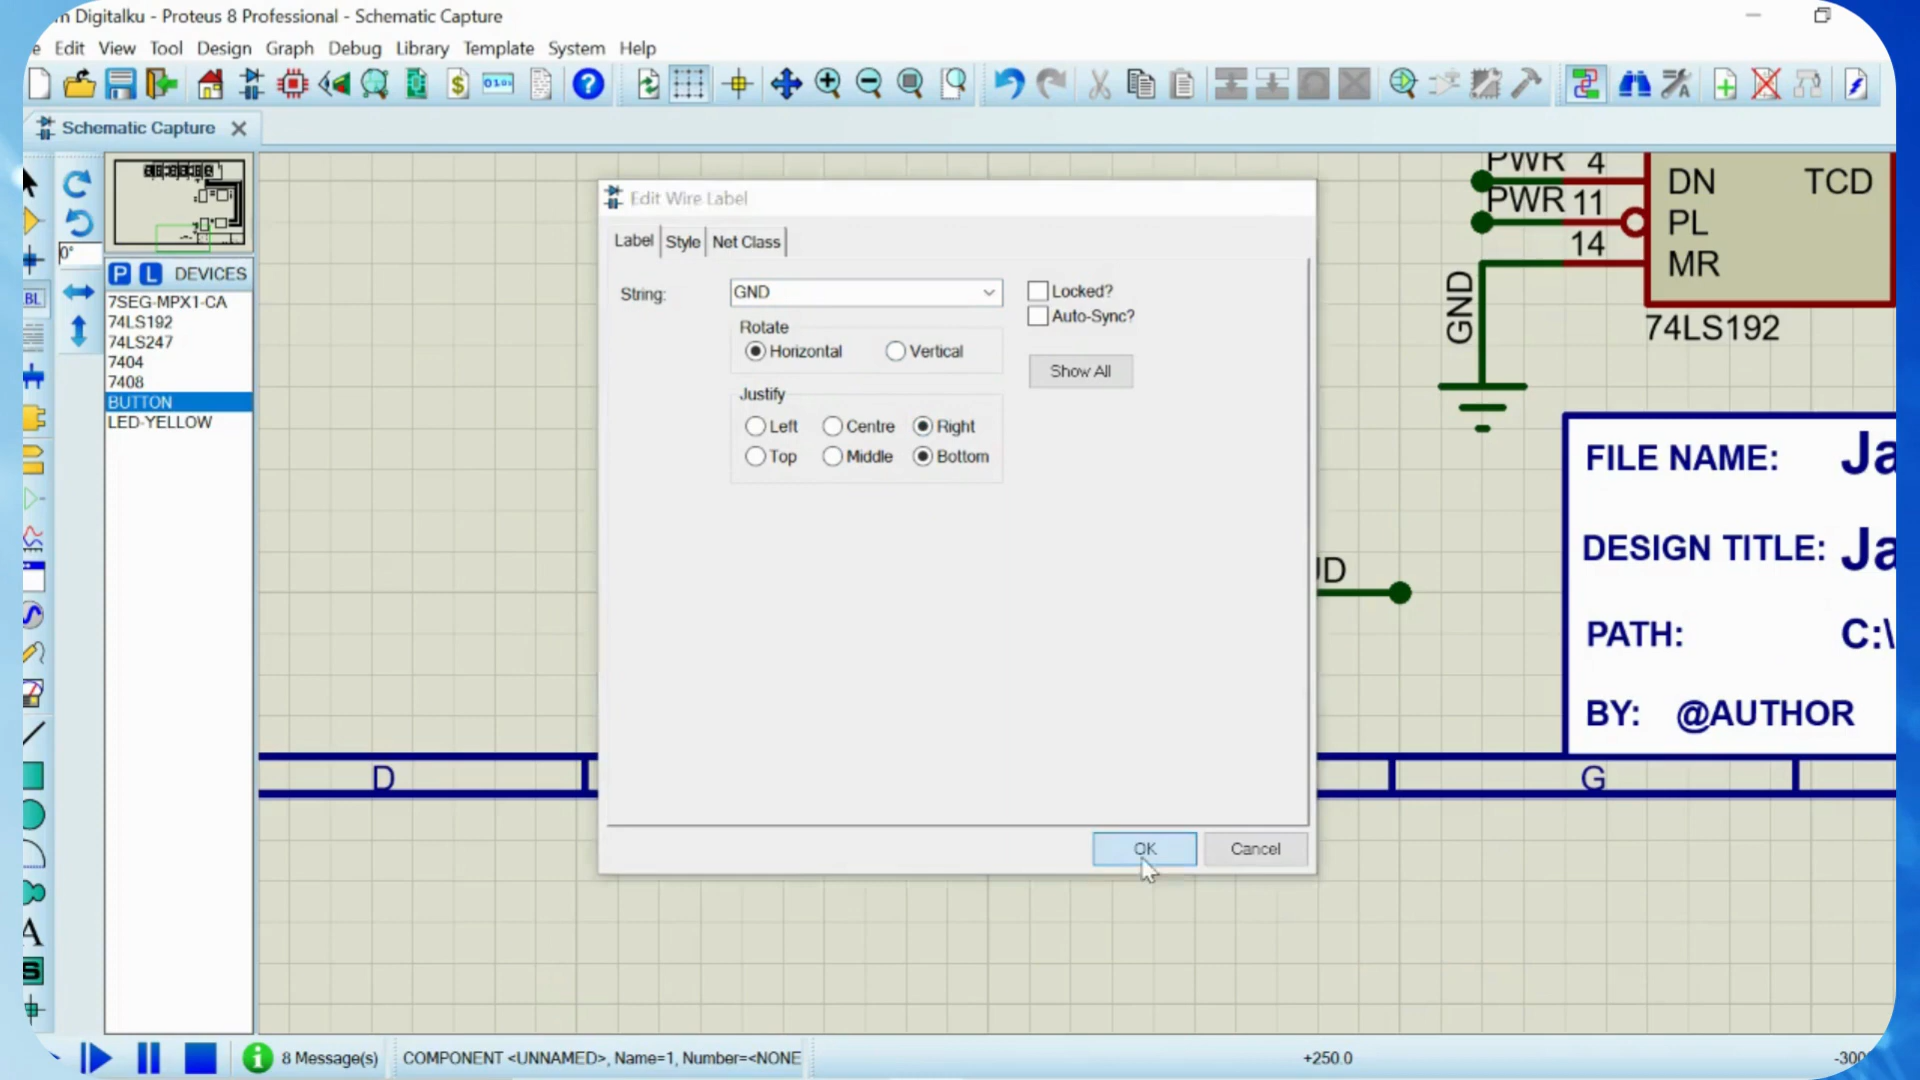 m Digitalku - Proteus 8 Professional - Schematic Capture
Edit View Tool Design Graph Debug Library Template System Help
Schematic Capture
0°
P L DEVICES
7SEG-MPX1-CA
74LS192
74LS247
7404
7408
BUTTON
LED-YELLOW
Edit Wire Label
Label Style Net Class
String: GND
Locked?
Auto-Sync?
Rotate
Horizontal Vertical
Show All
Justify
Left Centre Right
Top Middle Bottom
OK Cancel
PWR 4 DN TCD
PWR 11 PL
14 MR
GND
74LS192
FILE NAME: Ja
DESIGN TITLE: Ja
PATH: C:\
BY: @AUTHOR
D G
8 Message(s) COMPONENT <UNNAMED>, Name=1, Number=<NONE +250.0